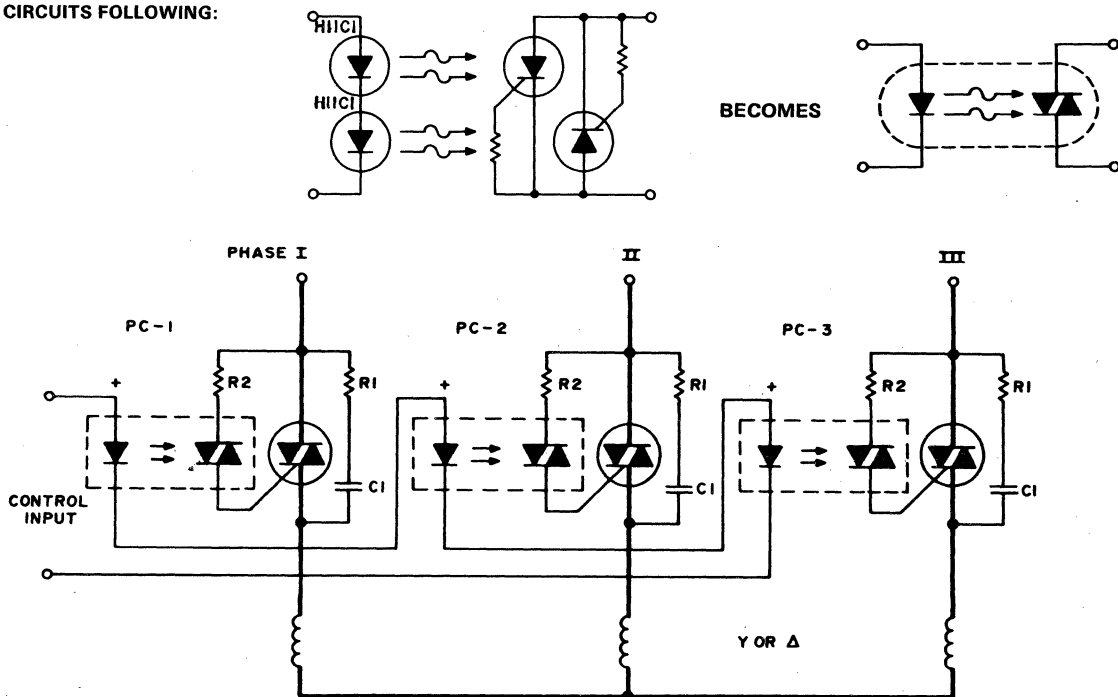 CIRCUITS FOLLOWING:
H11C1
H11C1
BECOMES
PHASE I
II
III
PC-1
PC-2
PC-3
+
R2
R1
+
R2
R1
+
R2
R1
C1
C1
C1
CONTROL
INPUT
Y OR Δ